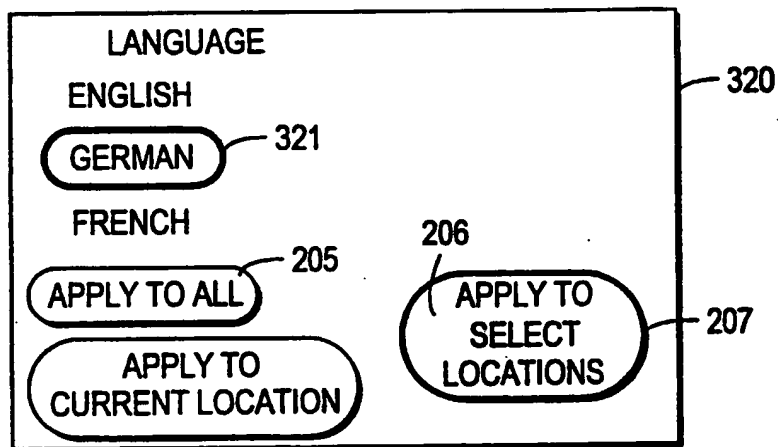 LANGUAGE
ENGLISH
320
GERMAN
321
FRENCH
206
205
APPLY TO ALL
APPLY TO
SELECT
LOCATIONS
207
APPLY TO
CURRENT LOCATION